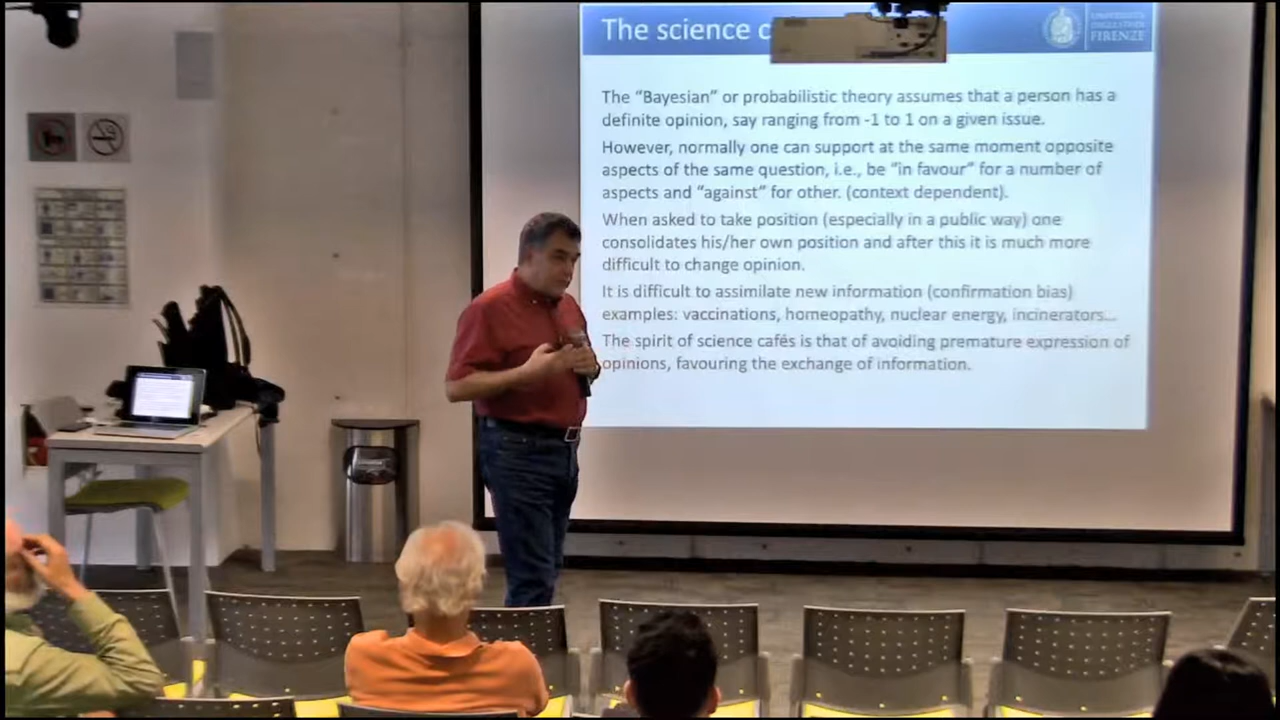 The science c
UNIVERSITÀ
DEGLI STUDI
FIRENZE
The “Bayesian” or probabilistic theory assumes that a person has a
definite opinion, say ranging from -1 to 1 on a given issue.
However, normally one can support at the same moment opposite
aspects of the same question, i.e., be “in favour” for a number of
aspects and “against” for other. (context dependent).
When asked to take position (especially in a public way) one
consolidates his/her own position and after this it is much more
difficult to change opinion.
It is difficult to assimilate new information (confirmation bias)
examples: vaccinations, homeopathy, nuclear energy, incinerators...
The spirit of science cafés is that of avoiding premature expression of
opinions, favouring the exchange of information.